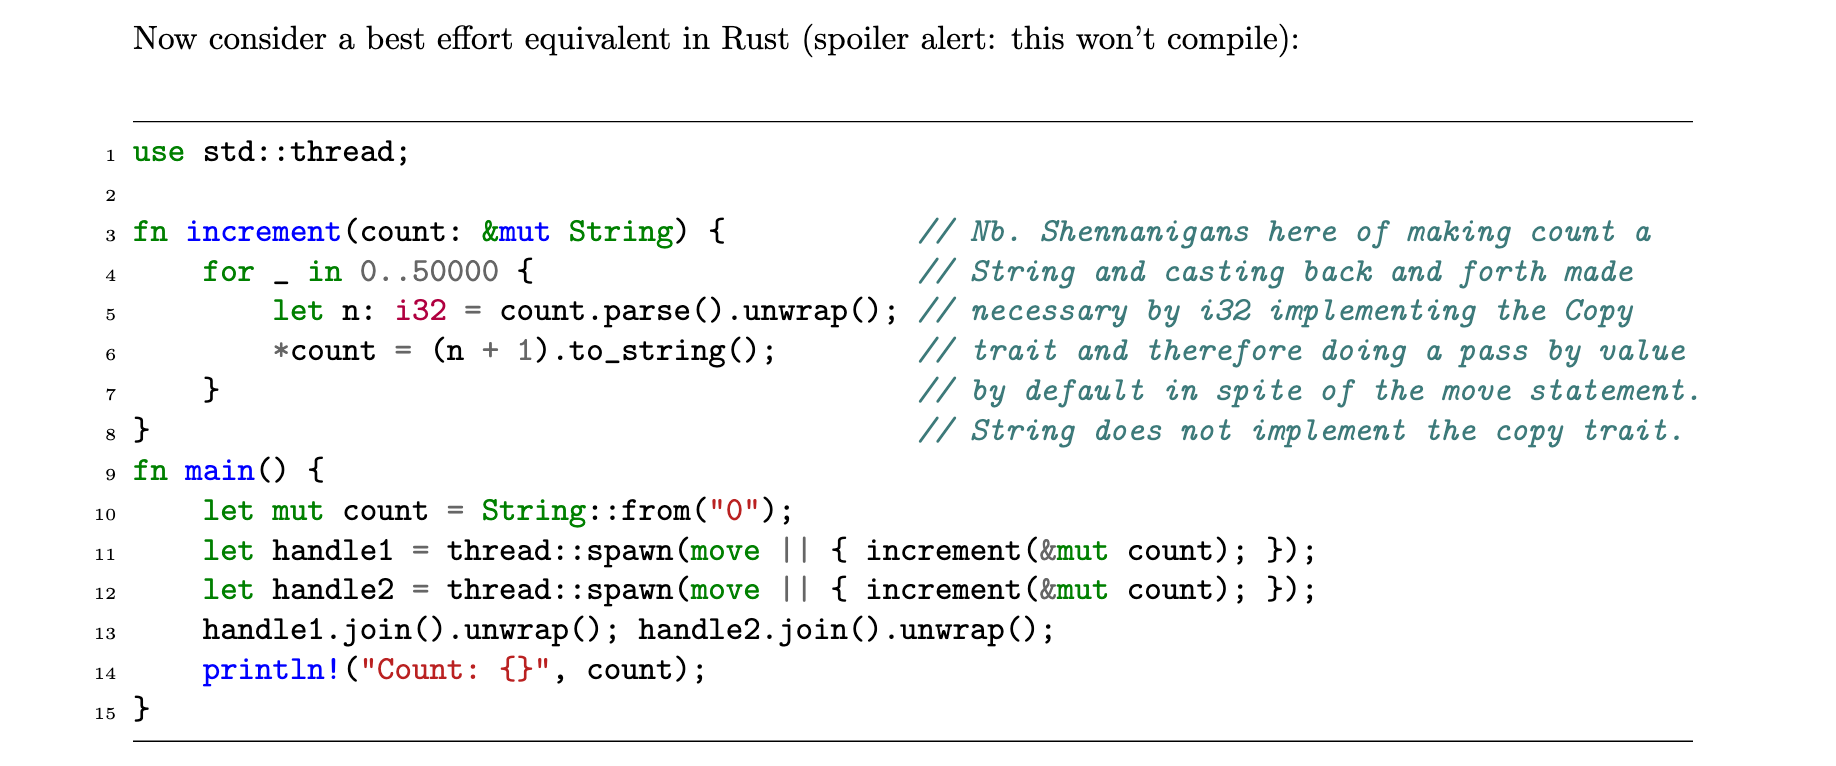 Now consider a best effort equivalent in Rust (spoiler alert: this won't compile):
1 use std::thread;
2
3 fn increment(count: &mut String) { // Nb. Shennanigans here of making count a
4 for _ in 0..50000 { // String and casting back and forth made
5 let n: i32 = count.parse().unwrap(); // necessary by i32 implementing the Copy
6 *count = (n + 1).to_string(); // trait and therefore doing a pass by value
7 } // by default in spite of the move statement.
8 } // String does not implement the copy trait.
9 fn main() {
10 let mut count = String::from("0");
11 let handle1 = thread::spawn(move || { increment(&mut count); });
12 let handle2 = thread::spawn(move || { increment(&mut count); });
13 handle1.join().unwrap(); handle2.join().unwrap();
14 println!("Count: {}", count);
15 }